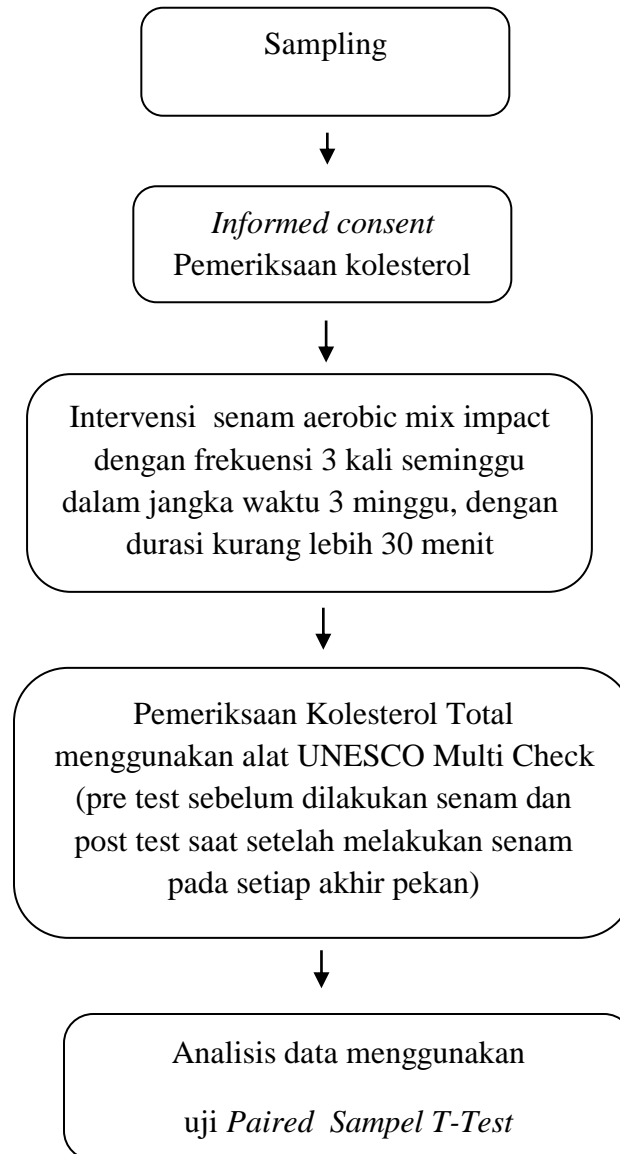 Sampling
Informed consent
Pemeriksaan kolesterol
Intervensi senam aerobic mix impact
dengan frekuensi 3 kali seminggu
dalam jangka waktu 3 minggu, dengan
durasi kurang lebih 30 menit
Pemeriksaan Kolesterol Total
menggunakan alat UNESCO Multi Check
(pre test sebelum dilakukan senam dan
post test saat setelah melakukan senam
pada setiap akhir pekan)
Analisis data menggunakan
uji Paired Sampel T-Test